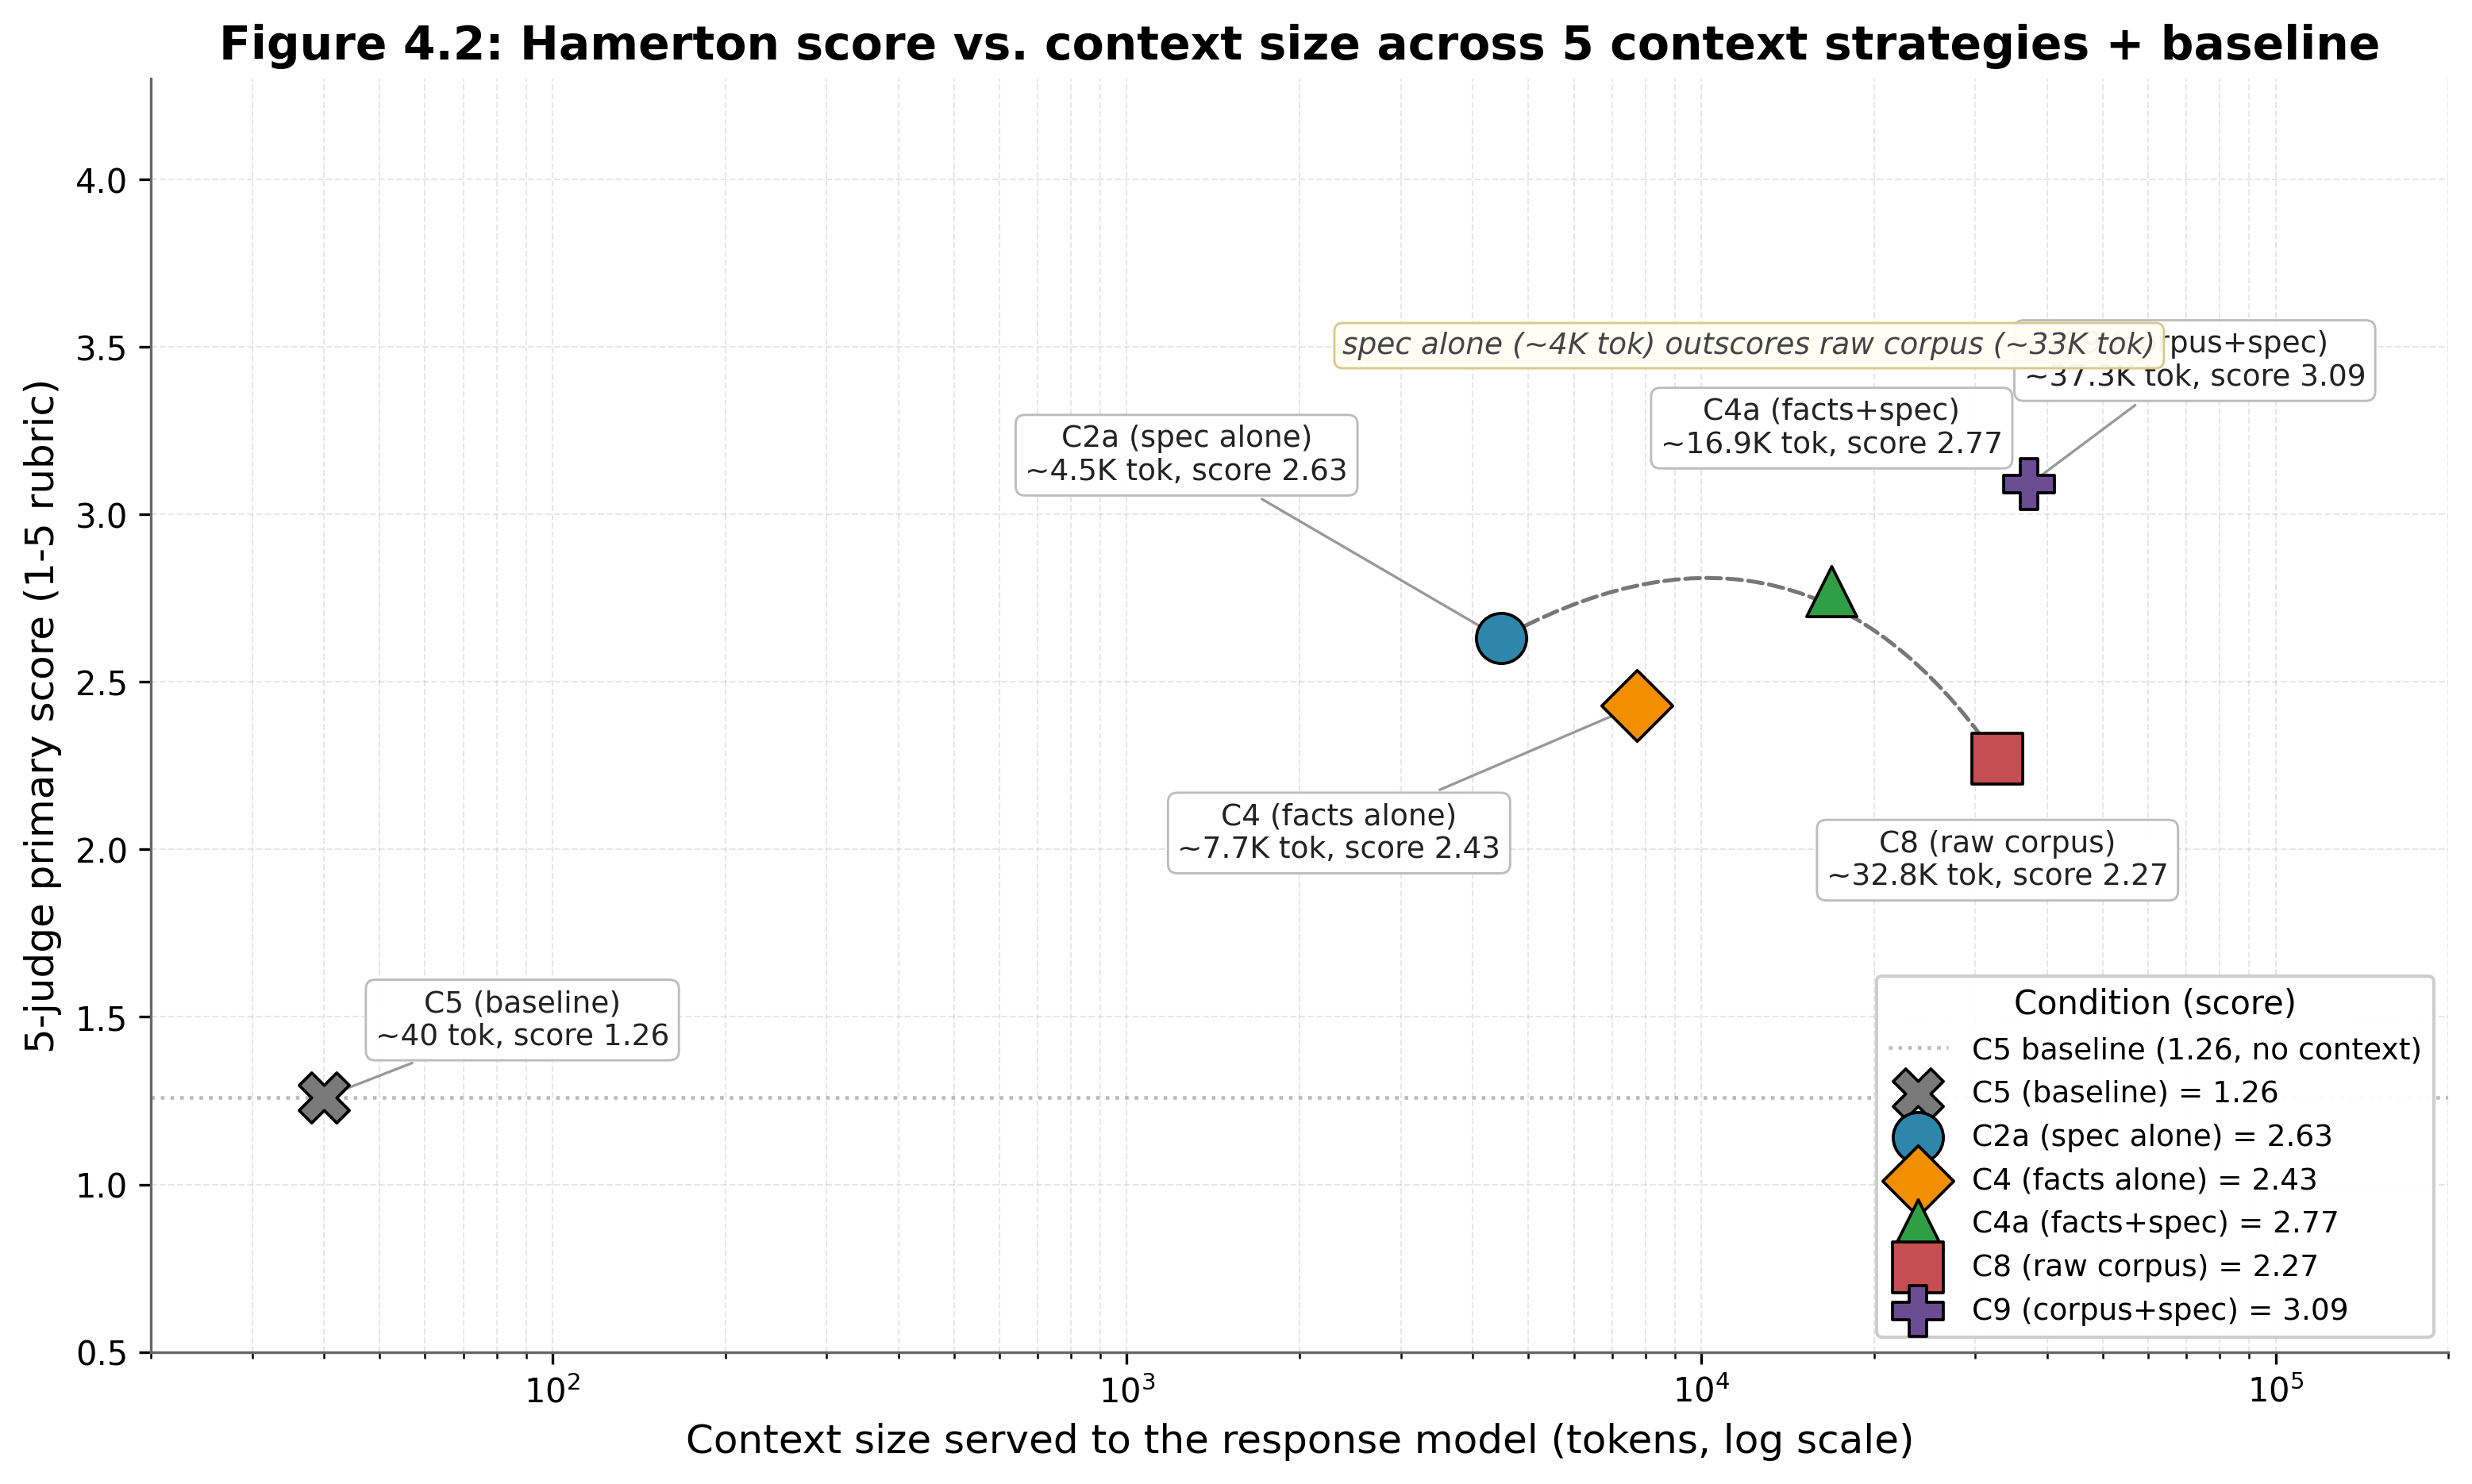 Figure 4.2: Hamerton score vs. context size across 5 context strategies + baseline
5-judge primary score (1-5 rubric)
4.0
3.5
3.0
2.5
2.0
1.5
1.0
0.5
spec alone (~4K tok) outscores raw corpus (~33K tok)
rpus+spec)
~37.3K tok, score 3.09
C4a (facts+spec)
~16.9K tok, score 2.77
C2a (spec alone)
~4.5K tok, score 2.63
C4 (facts alone)
~7.7K tok, score 2.43
C8 (raw corpus)
~32.8K tok, score 2.27
C5 (baseline)
~40 tok, score 1.26
Condition (score)
C5 baseline (1.26, no context)
C5 (baseline) = 1.26
C2a (spec alone) = 2.63
C4 (facts alone) = 2.43
C4a (facts+spec) = 2.77
C8 (raw corpus) = 2.27
C9 (corpus+spec) = 3.09
10²
10³
10⁴
10⁵
Context size served to the response model (tokens, log scale)